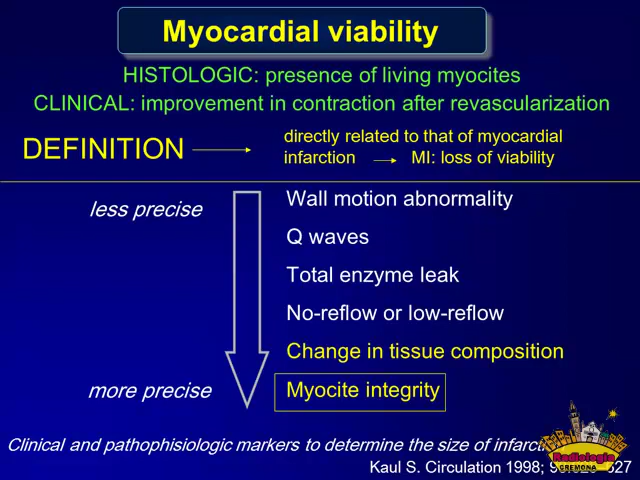 Myocardial viability
HISTOLOGIC: presence of living myocites
CLINICAL: improvement in contraction after revascularization
DEFINITION
directly related to that of myocardial
infarction
MI: loss of viability
less precise
Wall motion abnormality
Q waves
Total enzyme leak
No-reflow or low-reflow
Change in tissue composition
more precise
Myocite integrity
Clinical and pathophisiologic markers to determine the size of
Kaul S. Circulation 1998;
Radiologia
CREMONA